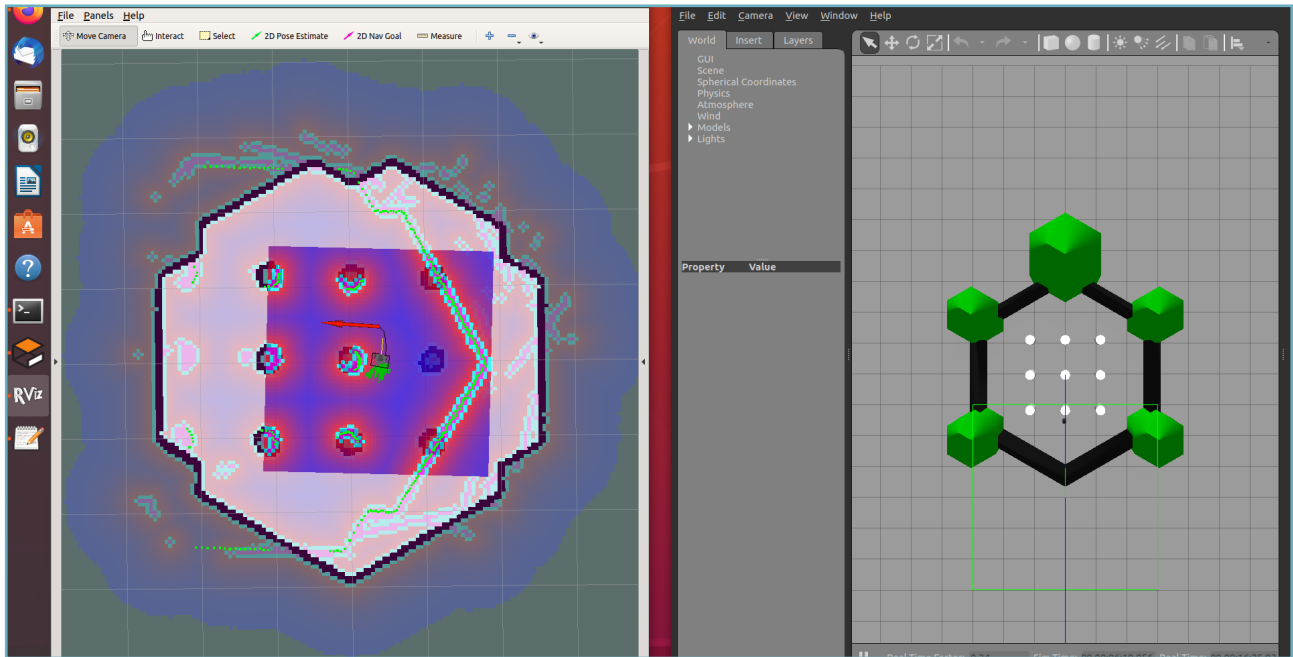 File Panels Help
Move Camera Interact Select 2D Pose Estimate 2D Nav Goal Measure
RViz
File Edit Camera View Window Help
World Insert Layers
GUI
Scene
Spherical Coordinates
Physics
Atmosphere
Wind
Models
Lights
Property Value